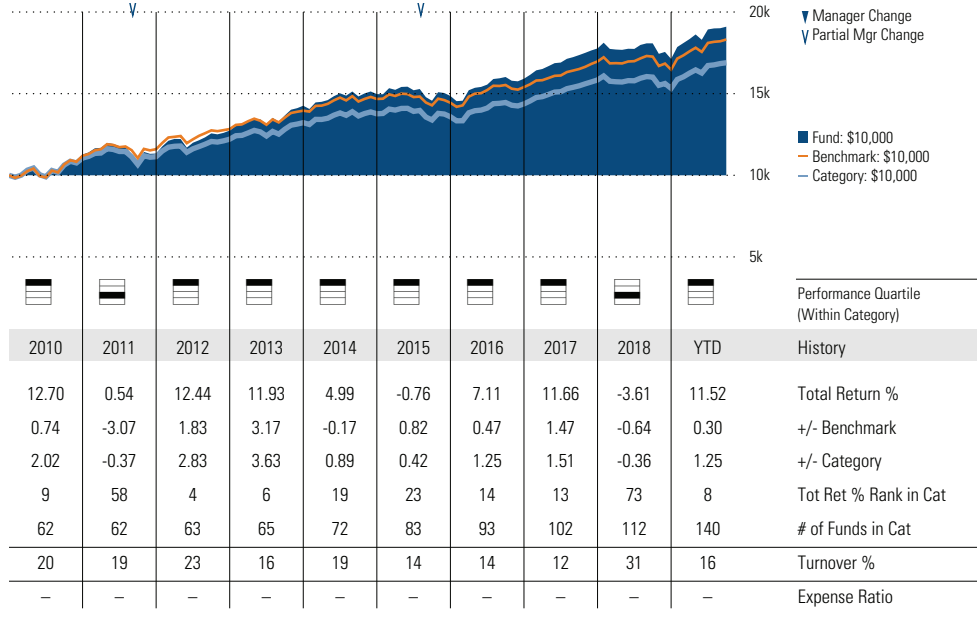 20k
▼ Manager Change
V Partial Mgr Change
15k
Fund: $10,000
Benchmark: $10,000
Category: $10,000
10k
5k
Performance Quartile
(Within Category)
2010 2011 2012 2013 2014 2015 2016 2017 2018 YTD History
12.70 0.54 12.44 11.93 4.99 -0.76 7.11 11.66 -3.61 11.52 Total Return %
0.74 -3.07 1.83 3.17 -0.17 0.82 0.47 1.47 -0.64 0.30 +/- Benchmark
2.02 -0.37 2.83 3.63 0.89 0.42 1.25 1.51 -0.36 1.25 +/- Category
9 58 4 6 19 23 14 13 73 8 Tot Ret % Rank in Cat
62 62 63 65 72 83 93 102 112 140 # of Funds in Cat
20 19 23 16 19 14 14 12 31 16 Turnover %
– – – – – – – – – – Expense Ratio